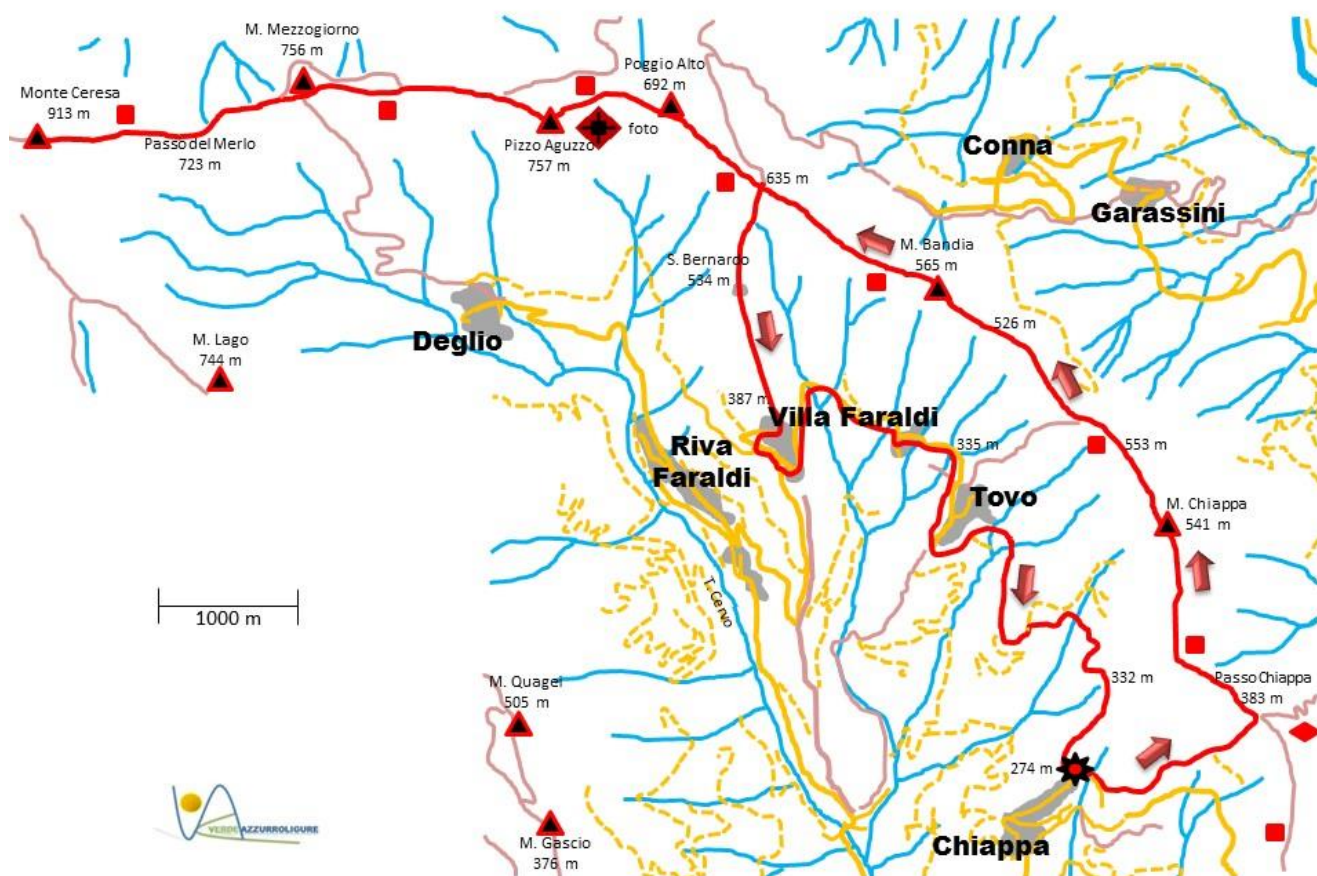 M. Mezzogiorno
756 m
Monte Ceresa
913 m
Passo del Merlo
723 m
Poggio Alto
692 m
foto
Pizzo Aguzzo
757 m
635 m
Conna
Garassini
M. Bandia
565 m
S. Bernardo
534 m
526 m
Deglio
M. Lago
744 m
387 m
Villa Faraldi
Riva
Faraldi
335 m
553 m
Tovo
M. Chiappa
541 m
1000 m
T. Cervo
M. Quagei
505 m
332 m
Passo Chiappa
383 m
274 m
VERDEAZZURROLIGURE
M. Gascio
376 m
Chiappa